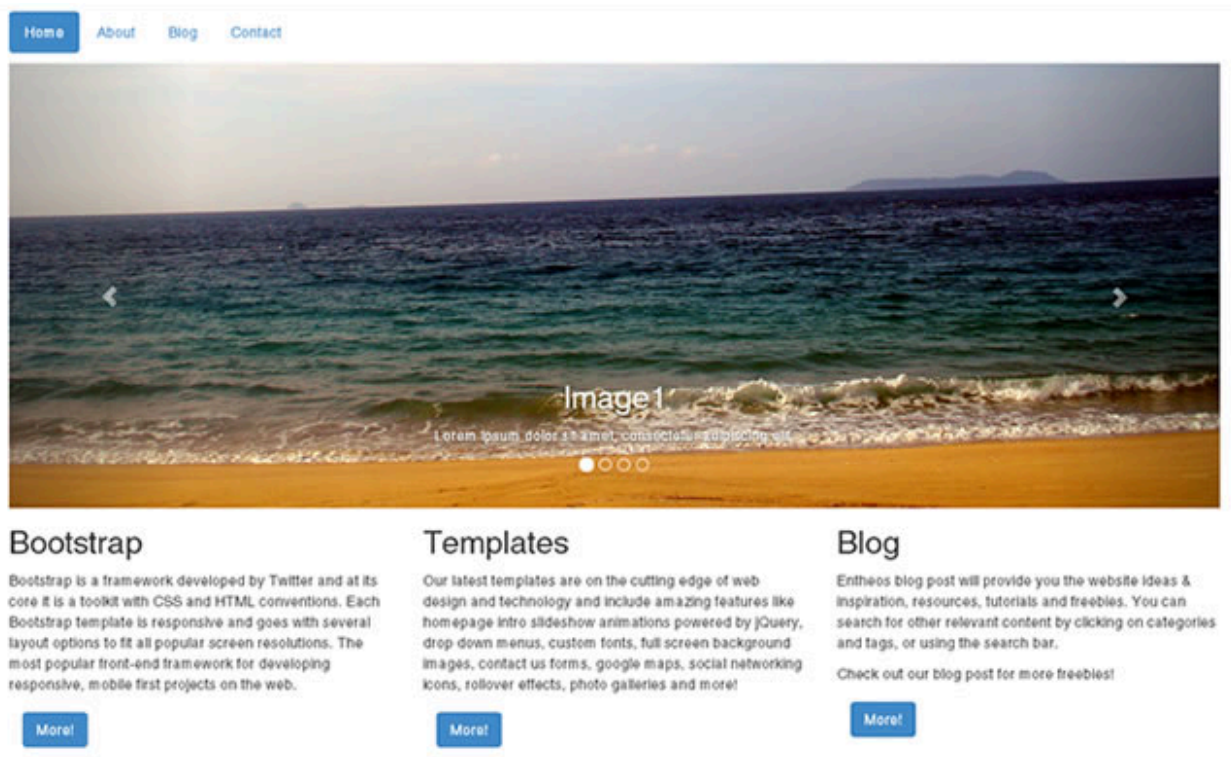 Home About Blog Contact
Image1
Lorem ipsum dolor sit amet, consectetur adipiscing elit
Bootstrap
Bootstrap is a framework developed by Twitter and at its
core it is a toolkit with CSS and HTML conventions. Each
Bootstrap template is responsive and goes with several
layout options to fit all popular screen resolutions. The
most popular front-end framework for developing
responsive, mobile first projects on the web.
More!
Templates
Our latest templates are on the cutting edge of web
design and technology and include amazing features like
homepage intro slideshow animations powered by jQuery,
drop down menus, custom fonts, full screen background
images, contact us forms, google maps, social networking
icons, rollover effects, photo galleries and more!
More!
Blog
Entheos blog post will provide you the website ideas &
inspiration, resources, tutorials and freebies. You can
search for other relevant content by clicking on categories
and tags, or using the search bar.
Check out our blog post for more freebies!
More!